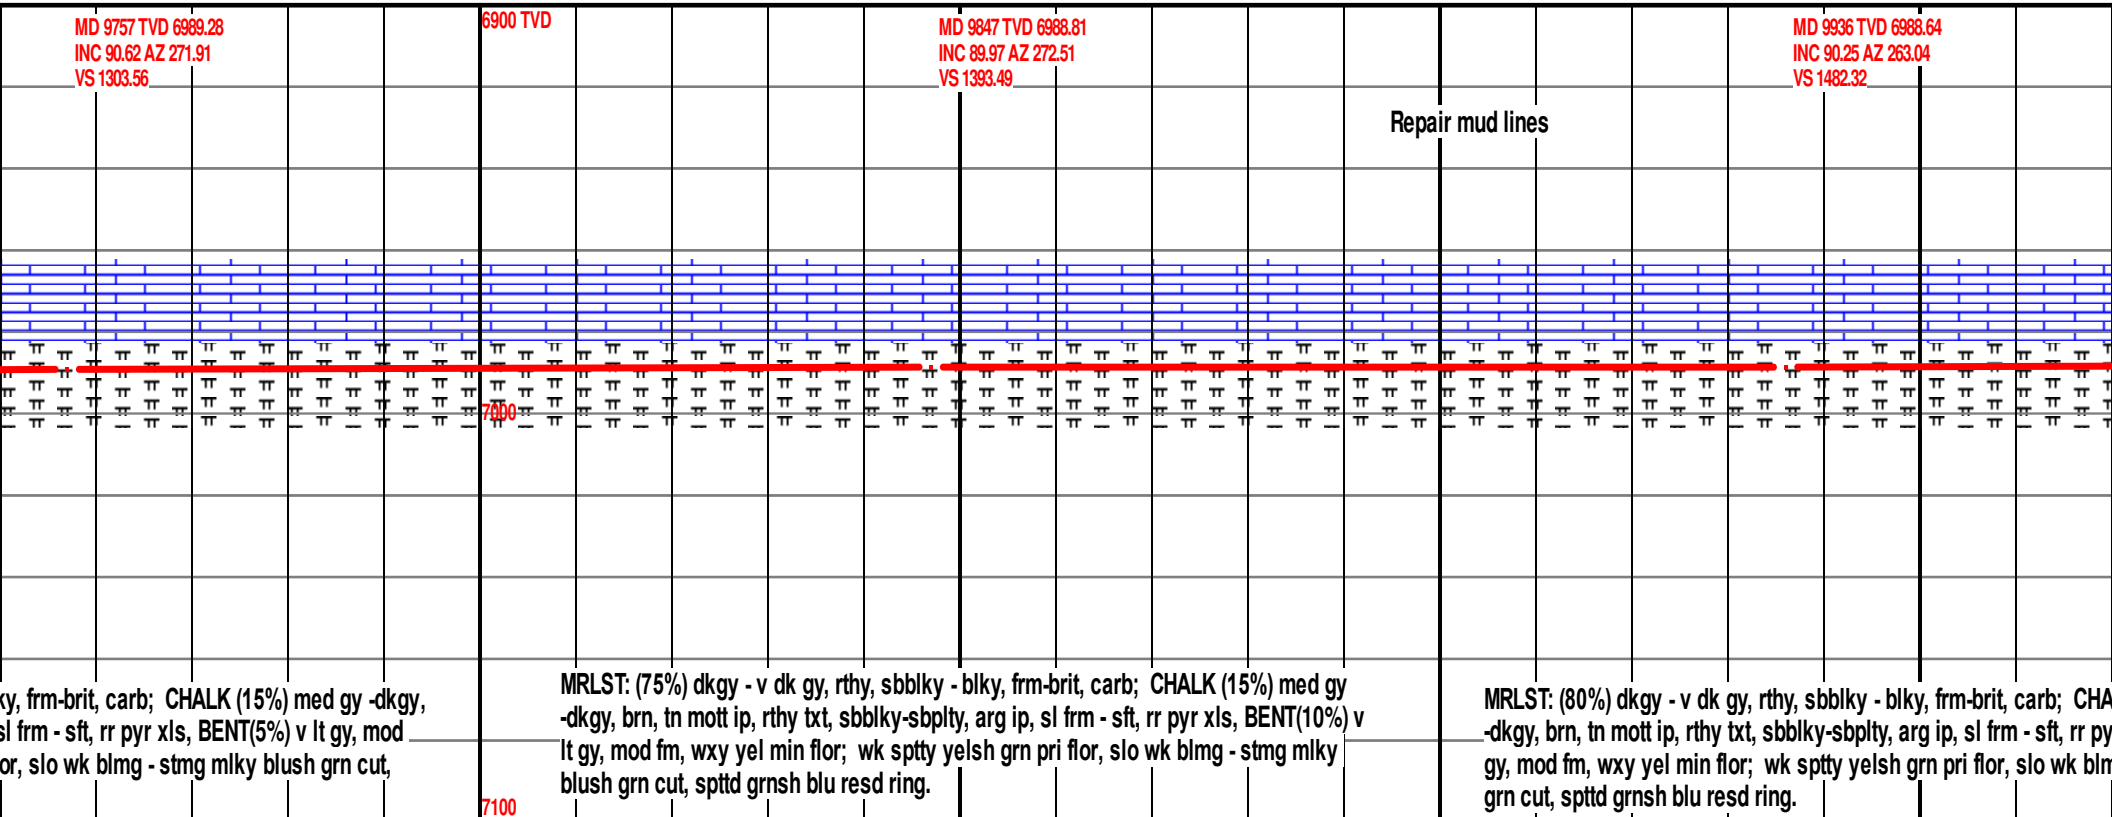 MD 9757 TVD 6989.28
INC 90.62 AZ 271.91
VS 1303.56
6900 TVD
MD 9847 TVD 6988.81
INC 89.97 AZ 272.51
VS 1393.49
MD 9936 TVD 6988.64
INC 90.25 AZ 263.04
VS 1482.32
Repair mud lines
7000
ky, frm-brit, carb; CHALK (15%) med gy -dkgy,
sl frm - sft, rr pyr xls, BENT(5%) v lt gy, mod
or, slo wk blmg - stmg mlky blush grn cut,
MRLST: (75%) dkgy - v dk gy, rthy, sbblky - blky, frm-brit, carb; CHALK (15%) med gy
-dkgy, brn, tn mott ip, rthy txt, sbblky-sbplty, arg ip, sl frm - sft, rr pyr xls, BENT(10%) v
lt gy, mod fm, wxy yel min flor; wk sptty yelsh grn pri flor, slo wk blmg - stmg mlky
blush grn cut, spttd grnsh blu resd ring.
MRLST: (80%) dkgy - v dk gy, rthy, sbblky - blky, frm-brit, carb; CHA
-dkgy, brn, tn mott ip, rthy txt, sbblky-sbplty, arg ip, sl frm - sft, rr py
gy, mod fm, wxy yel min flor; wk sptty yelsh grn pri flor, slo wk blm
grn cut, spttd grnsh blu resd ring.
7100